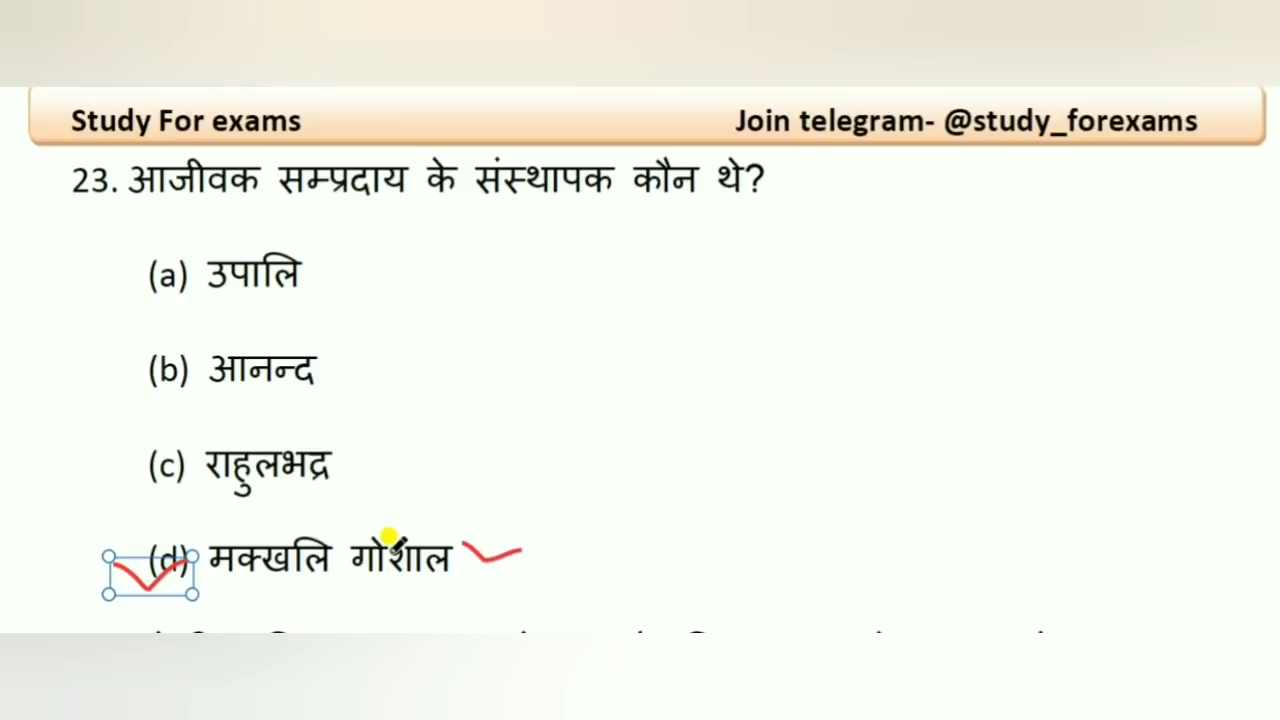 Study For exams
Join telegram- @study_forexams
23. आजीवक सम्प्रदाय के संस्थापक कौन थे?
(a) उपालि
(b) आनन्द
(c) राहुलभद्र
(d) मक्खलि गोशाल